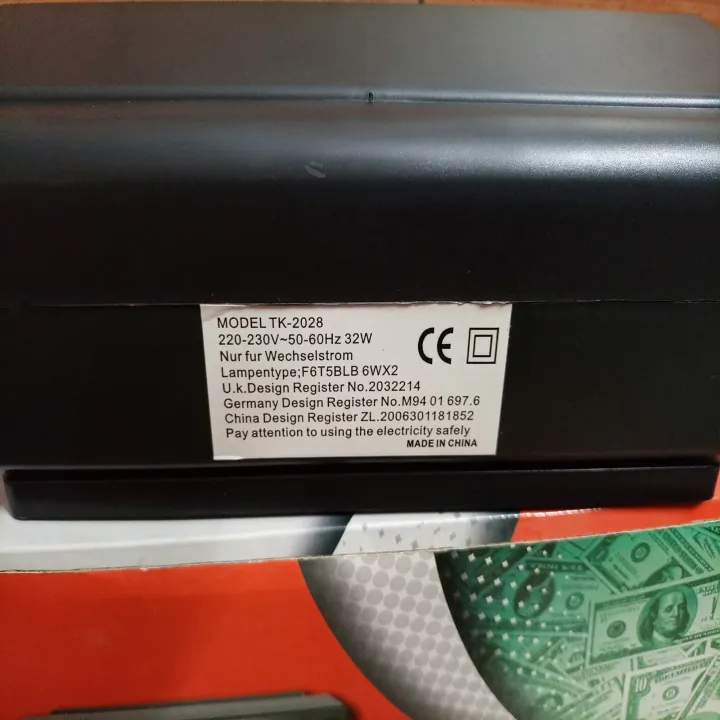 MODEL TK-2028
220-230V~50-60Hz 32W
Nur fur Wechselstrom
Lampentype;F6T5BLB 6WX2
U.k.Design Register No.2032214
Germany Design Register No.M94 01 697.6
China Design Register ZL.2006301181852
Pay attention to using the electricity safely
MADE IN CHINA
CE